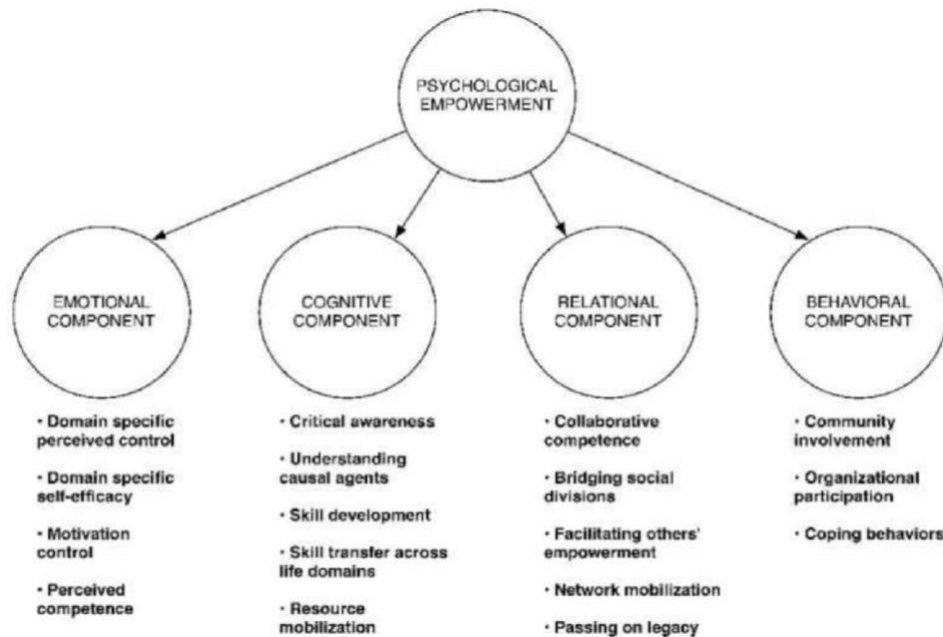 PSYCHOLOGICAL
EMPOWERMENT
EMOTIONAL
COMPONENT
COGNITIVE
COMPONENT
RELATIONAL
COMPONENT
BEHAVIORAL
COMPONENT
• Domain specific
perceived control
• Domain specific
self-efficacy
• Motivation
control
• Perceived
competence
• Critical awareness
• Understanding
causal agents
• Skill development
• Skill transfer across
life domains
• Resource
mobilization
• Collaborative
competence
• Bridging social
divisions
• Facilitating others'
empowerment
• Network mobilization
• Passing on legacy
• Community
involvement
• Organizational
participation
• Coping behaviors